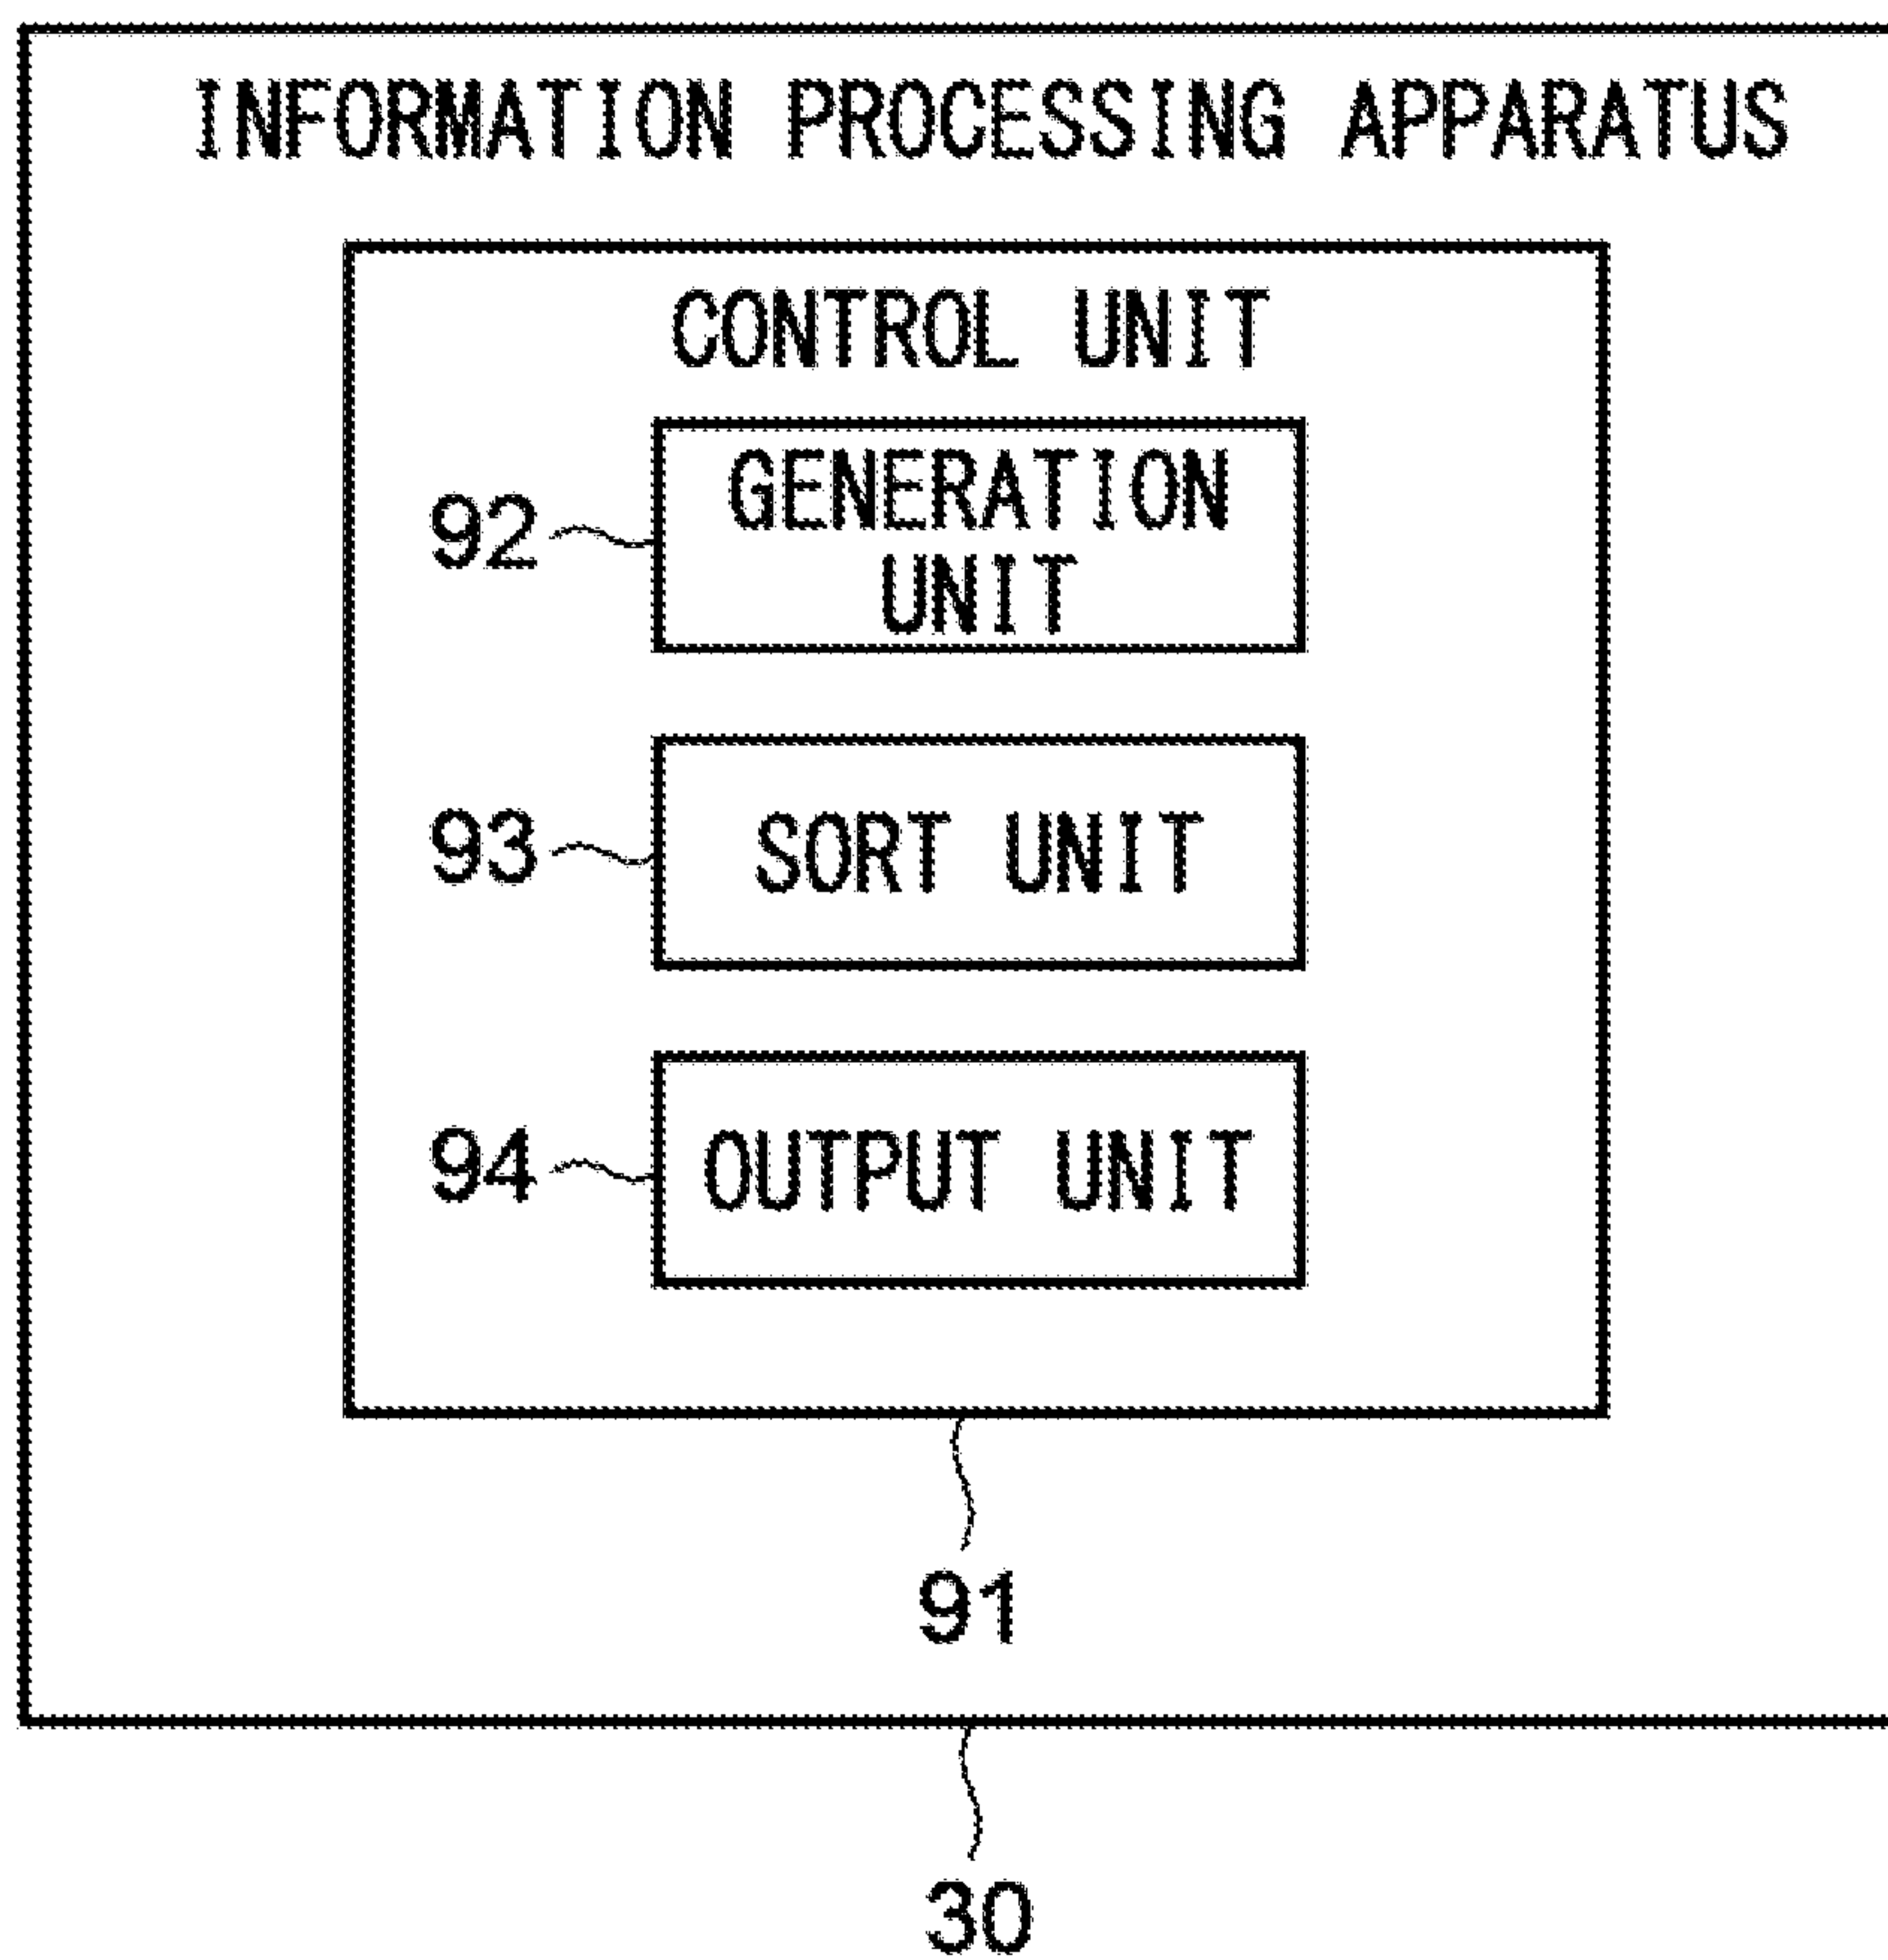 INFORMATION PROCESSING APPARATUS
CONTROL UNIT
92
GENERATION
UNIT
93
SORT UNIT
94
OUTPUT UNIT
91
30